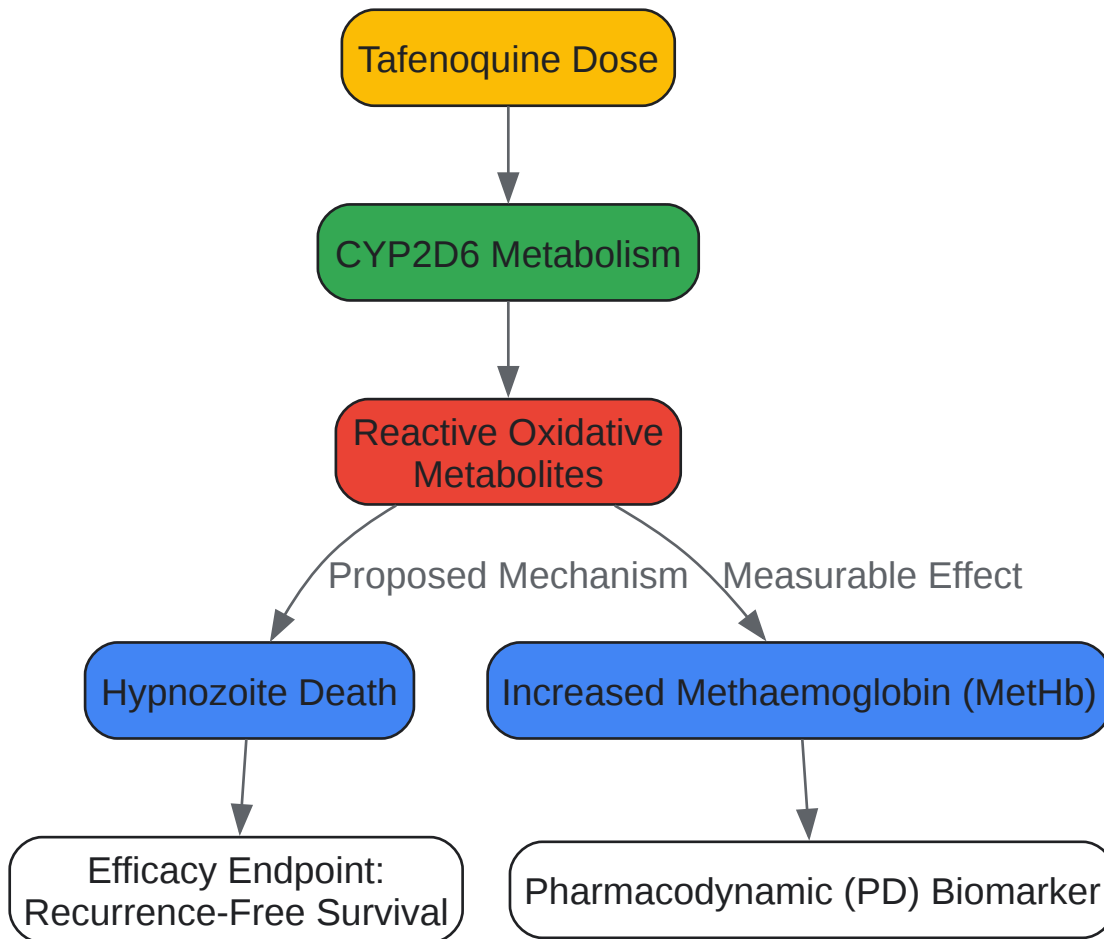 Tafenoquine Dose
CYP2D6 Metabolism
Reactive Oxidative
Metabolites
Proposed Mechanism
Measurable Effect
Hypnozoite Death
Increased Methaemoglobin (MetHb)
Efficacy Endpoint:
Recurrence-Free Survival
Pharmacodynamic (PD) Biomarker